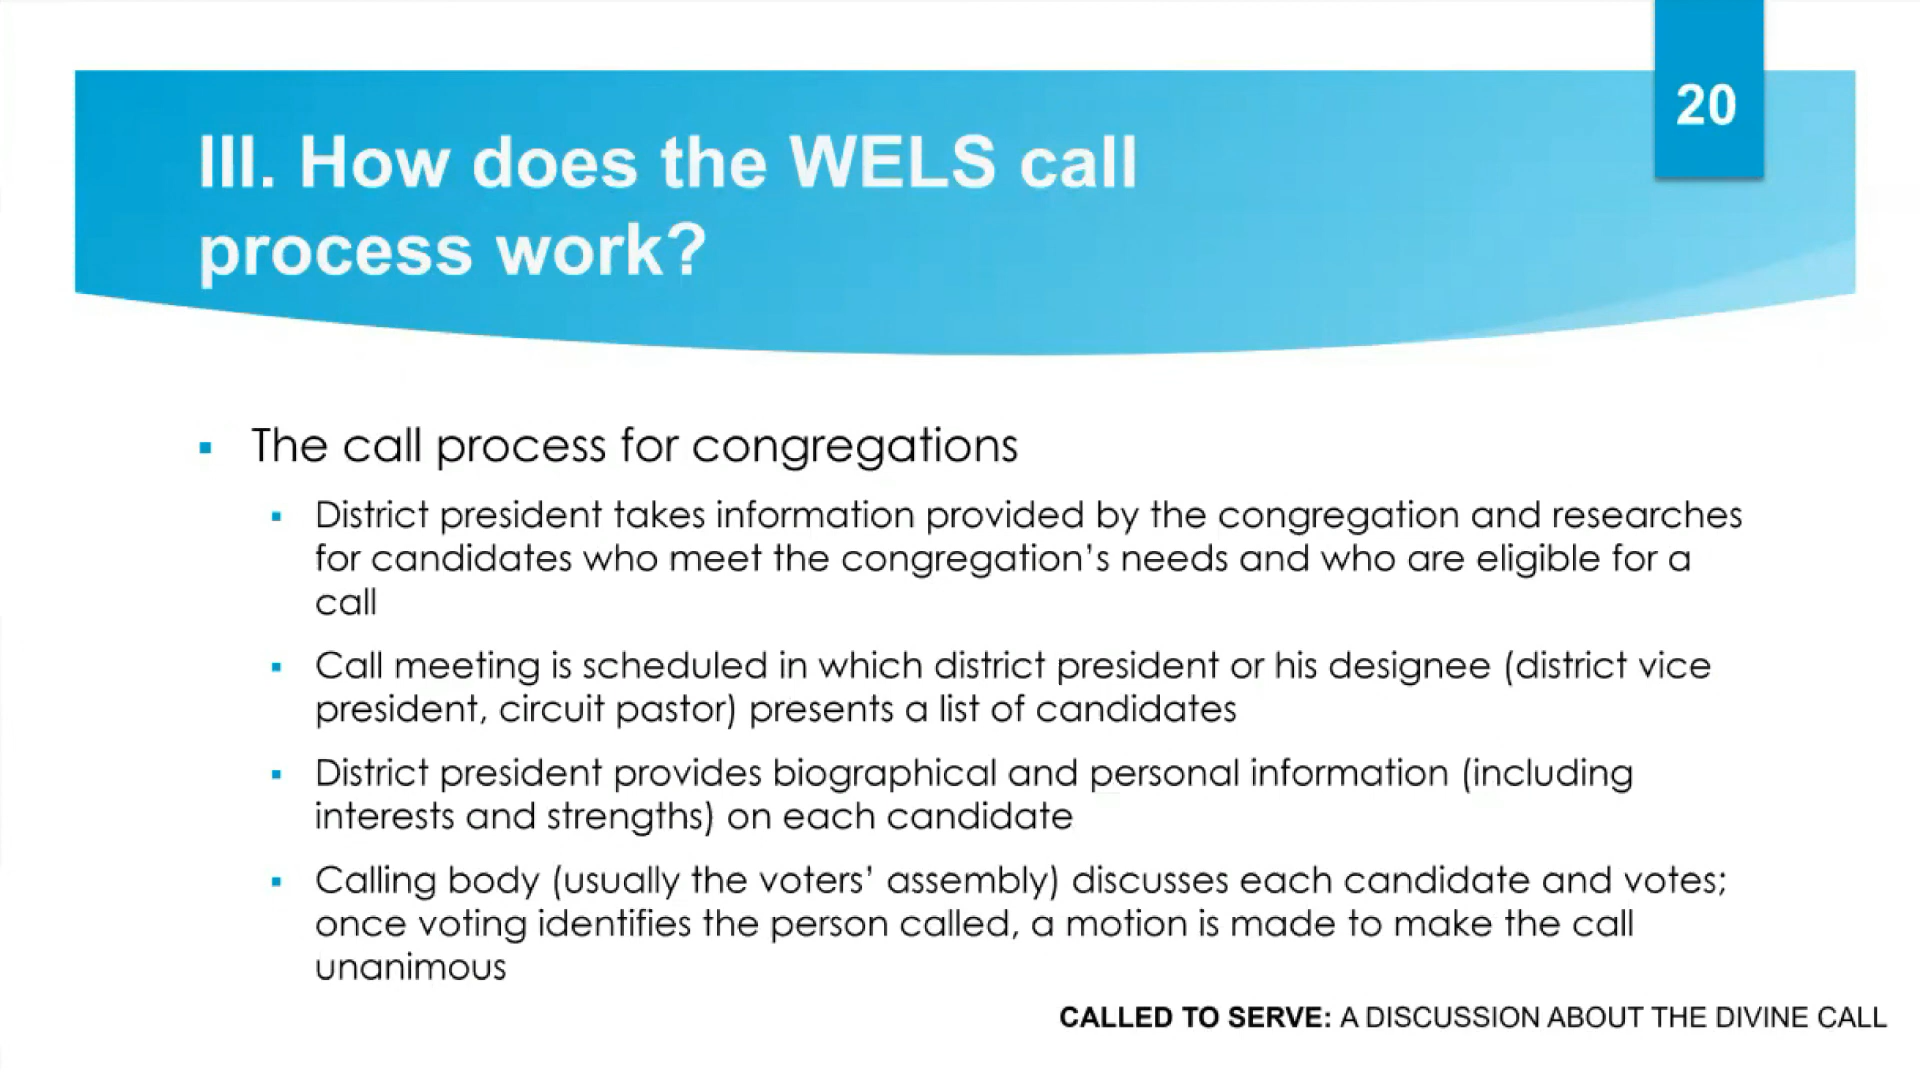 20
III. How does the WELS call
process work?
▪ The call process for congregations
▪ District president takes information provided by the congregation and researches
for candidates who meet the congregation’s needs and who are eligible for a
call
▪ Call meeting is scheduled in which district president or his designee (district vice
president, circuit pastor) presents a list of candidates
▪ District president provides biographical and personal information (including
interests and strengths) on each candidate
▪ Calling body (usually the voters’ assembly) discusses each candidate and votes;
once voting identifies the person called, a motion is made to make the call
unanimous
CALLED TO SERVE: A DISCUSSION ABOUT THE DIVINE CALL